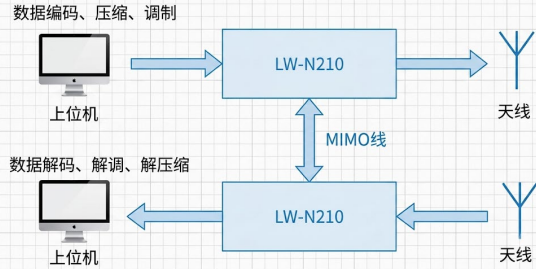 数据编码、压缩、调制
LW-N210
上位机
天线
MIMO线
数据解码、解调、解压缩
LW-N210
上位机
天线